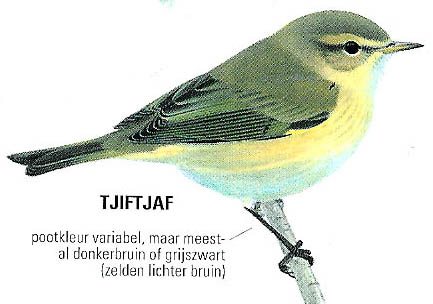 TJIFTJAF
pootkleur variabel, maar meest-
al donkerbruin of grijszwart
(zelden lichter bruin)